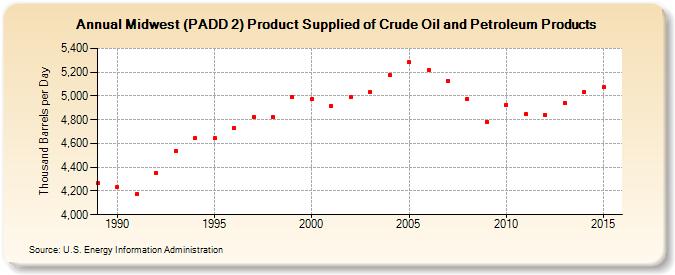 Annual Midwest (PADD 2) Product Supplied of Crude Oil and Petroleum Products
Thousand Barrels per Day
5,400
5,200
5,000
4,800
4,600
4,400
4,200
4,000
1990 1995 2000 2005 2010 2015
Source: U.S. Energy Information Administration